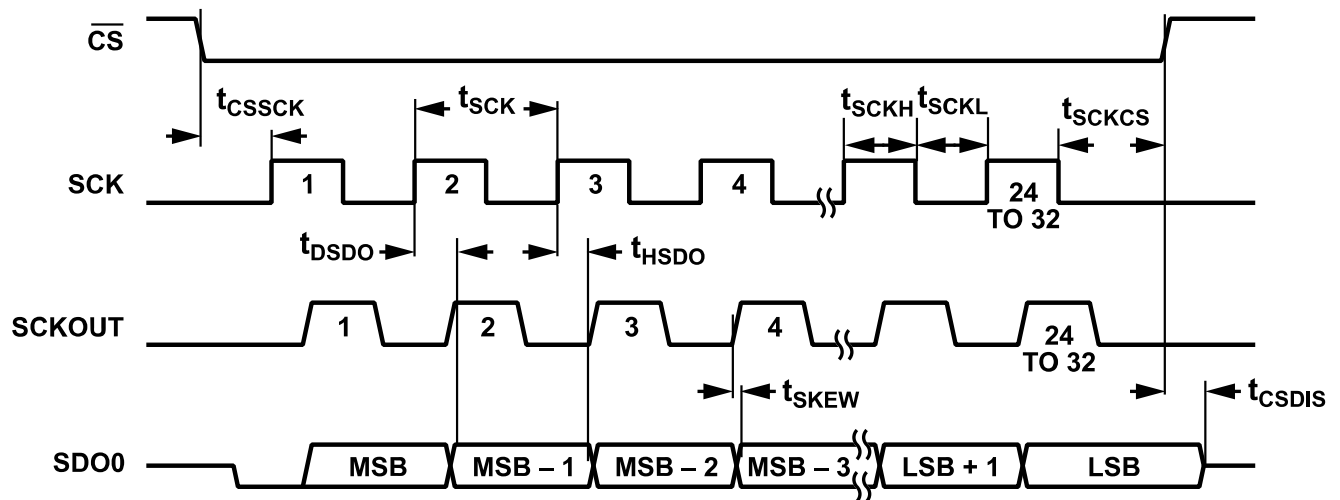 CS
tCSSCK
tSCK
tSCKH
tSCKL
tSCKCS
SCK
1
2
3
4
24
TO 32
tDSDO
tHSDO
SCKOUT
1
2
3
4
24
TO 32
tSKEW
tCSDIS
SDO0
MSB
MSB – 1
MSB – 2
MSB – 3
LSB + 1
LSB